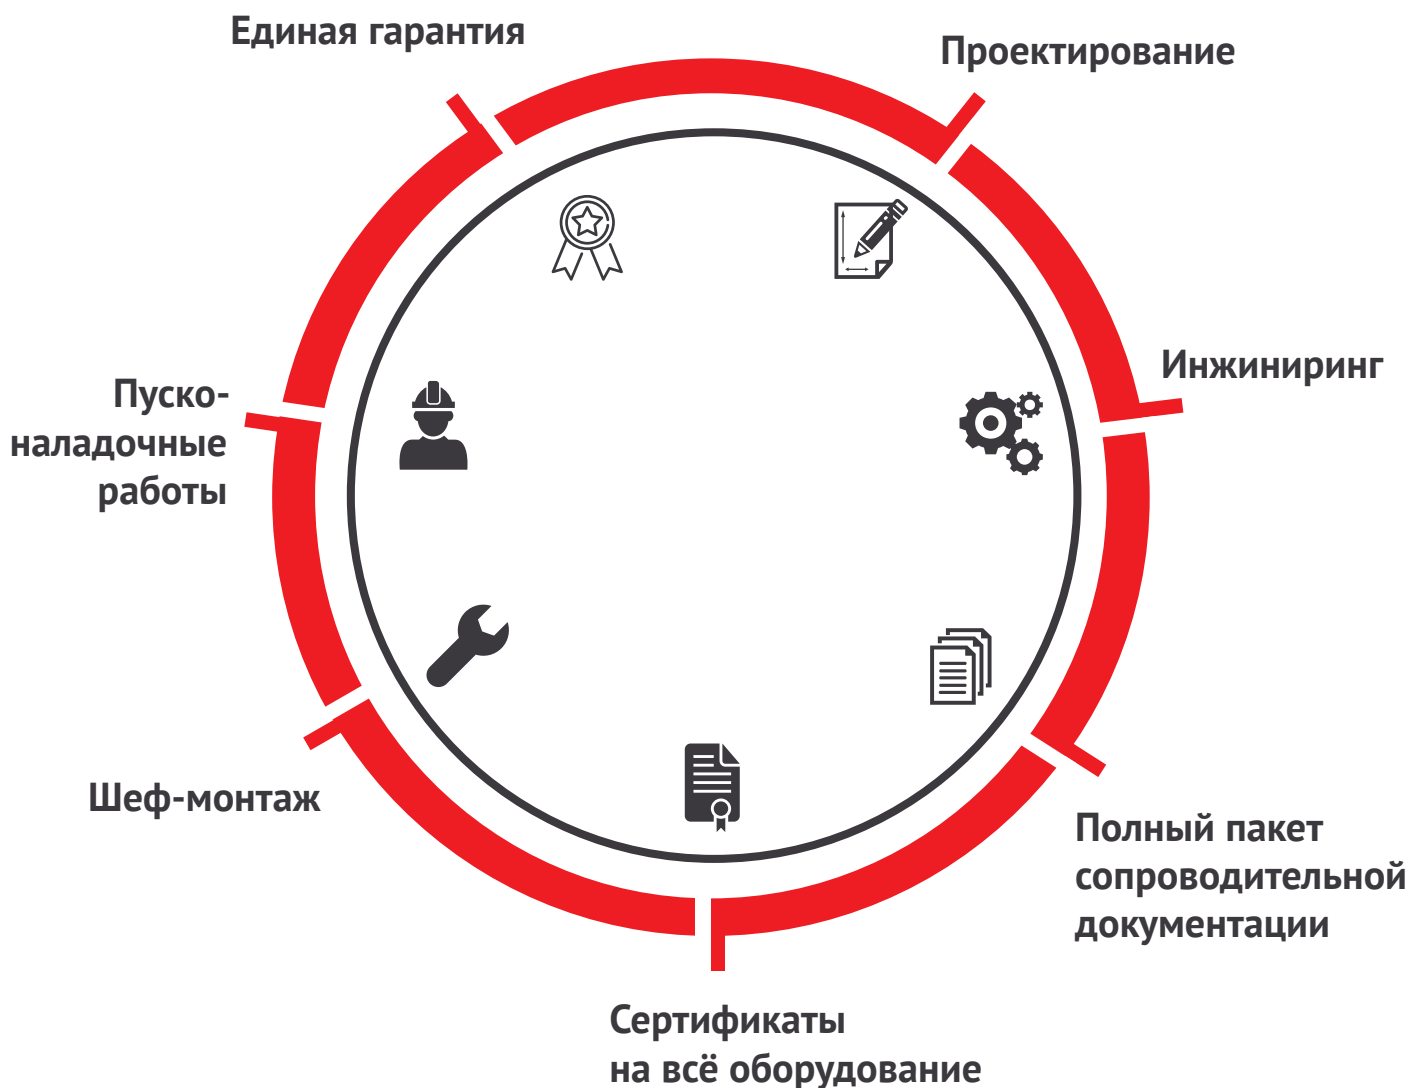 Единая гарантия
Проектирование
Инжиниринг
Полный пакет
сопроводительной
документации
Сертификаты
на всё оборудование
Шеф-монтаж
Пуско-
наладочные
работы